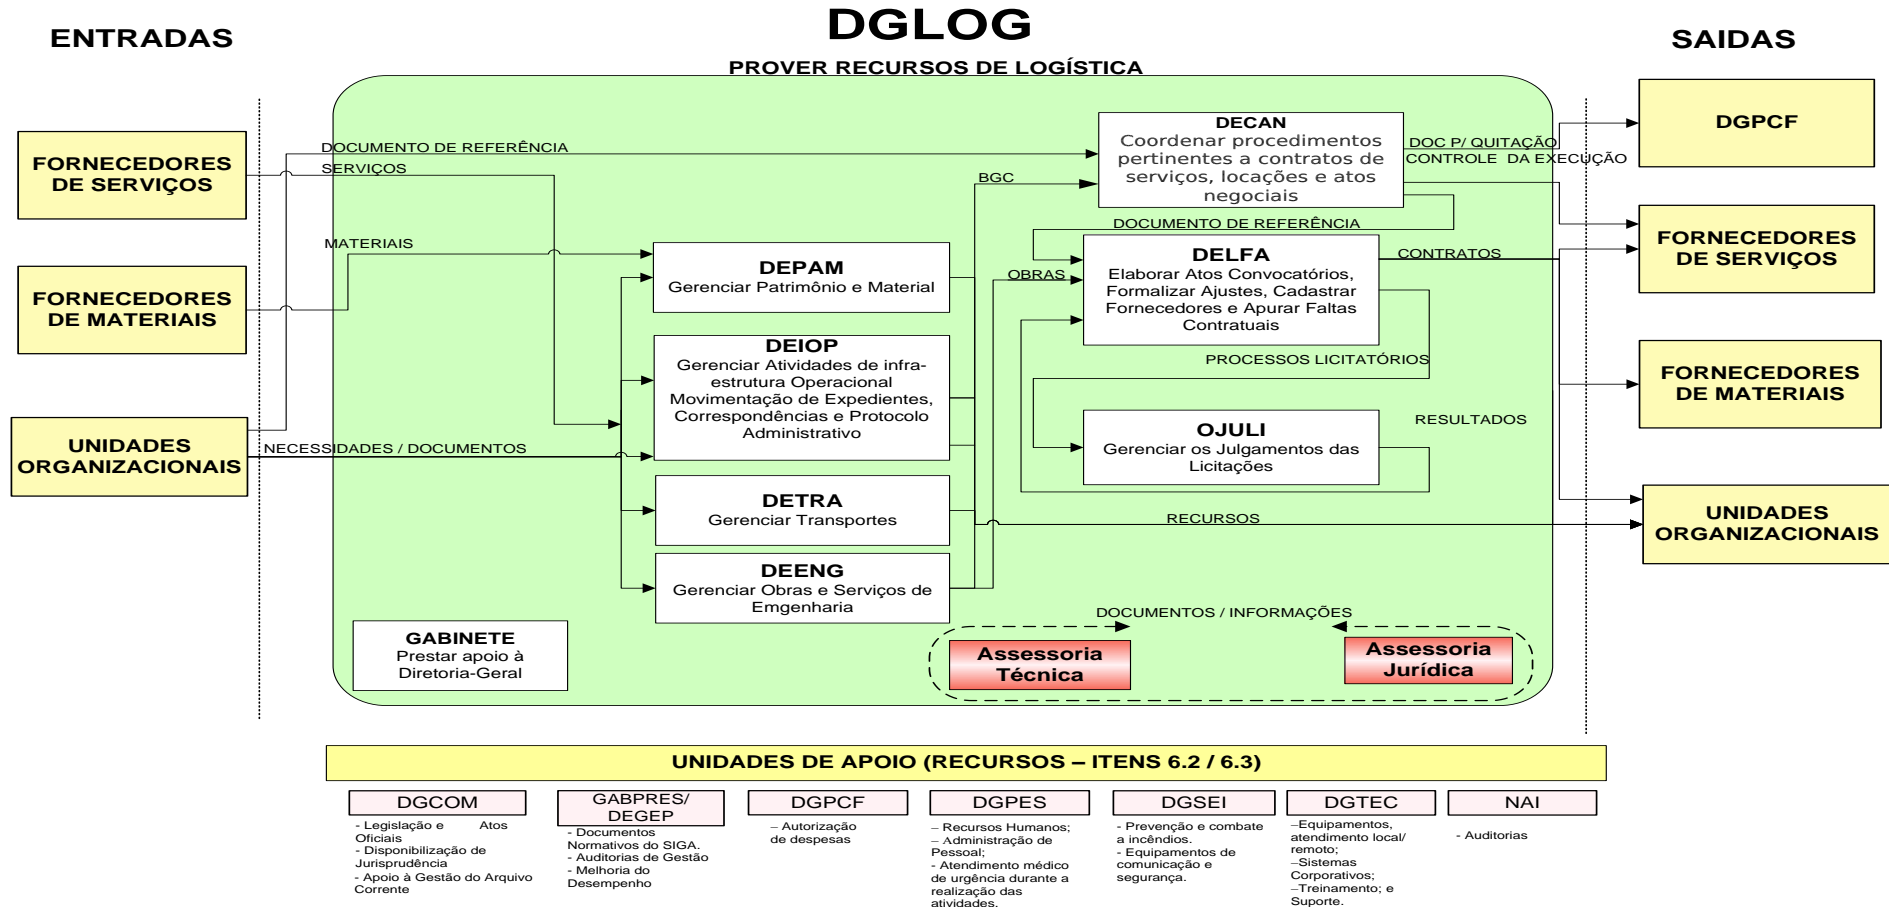 DGLOG
ENTRADAS
SAIDAS
PROVER RECURSOS DE LOGÍSTICA
FORNECEDORES
DE SERVIÇOS
FORNECEDORES
DE MATERIAIS
UNIDADES
ORGANIZACIONAIS
DOCUMENTO DE REFERÊNCIA
SERVIÇOS
MATERIAIS
NECESSIDADES / DOCUMENTOS
DEPAM
Gerenciar Patrimônio e Material
DEIOP
Gerenciar Atividades de infra-
estrutura Operacional
Movimentação de Expedientes,
Correspondências e Protocolo
Administrativo
DETRA
Gerenciar Transportes
DEENG
Gerenciar Obras e Serviços de
Emgenharia
GABINETE
Prestar apoio à
Diretoria-Geral
BGC
OBRAS
DECAN
Coordenar procedimentos
pertinentes a contratos de
serviços, locações e atos
negociais
DOC P/ QUITAÇÃO
CONTROLE DA EXECUÇÃO
DOCUMENTO DE REFERÊNCIA
DELFA
Elaborar Atos Convocatórios,
Formalizar Ajustes, Cadastrar
Fornecedores e Apurar Faltas
Contratuais
CONTRATOS
PROCESSOS LICITATÓRIOS
OJULI
Gerenciar os Julgamentos das
Licitações
RESULTADOS
RECURSOS
DOCUMENTOS / INFORMAÇÕES
Assessoria
Técnica
Assessoria
Jurídica
DGPCF
FORNECEDORES
DE SERVIÇOS
FORNECEDORES
DE MATERIAIS
UNIDADES
ORGANIZACIONAIS
UNIDADES DE APOIO (RECURSOS – ITENS 6.2 / 6.3)
DGCOM
- Legislação e Atos
Oficiais
- Disponibilização de
Jurisprudência
- Apoio à Gestão do Arquivo
Corrente
GABPRES/
DEGEP
- Documentos
Normativos do SIGA.
- Auditorias de Gestão
- Melhoria do
Desempenho
DGPCF
– Autorização
de despesas
DGPES
– Recursos Humanos;
– Administração de
Pessoal;
- Atendimento médico
de urgência durante a
realização das
atividades.
DGSEI
- Prevenção e combate
a incêndios.
- Equipamentos de
comunicação e
segurança.
DGTEC
–Equipamentos,
atendimento local/
remoto;
–Sistemas
Corporativos;
–Treinamento; e
Suporte.
NAI
- Auditorias